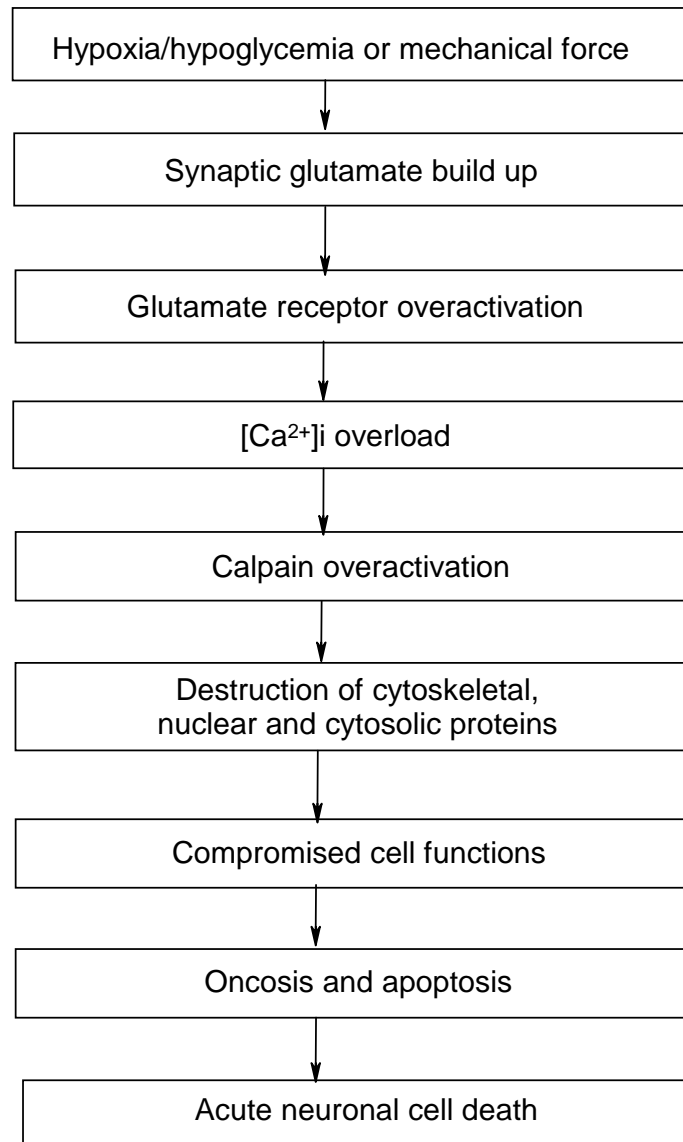 Hypoxia/hypoglycemia or mechanical force
Synaptic glutamate build up
Glutamate receptor overactivation
[Ca²⁺]i overload
Calpain overactivation
Destruction of cytoskeletal,
nuclear and cytosolic proteins
Compromised cell functions
Oncosis and apoptosis
Acute neuronal cell death